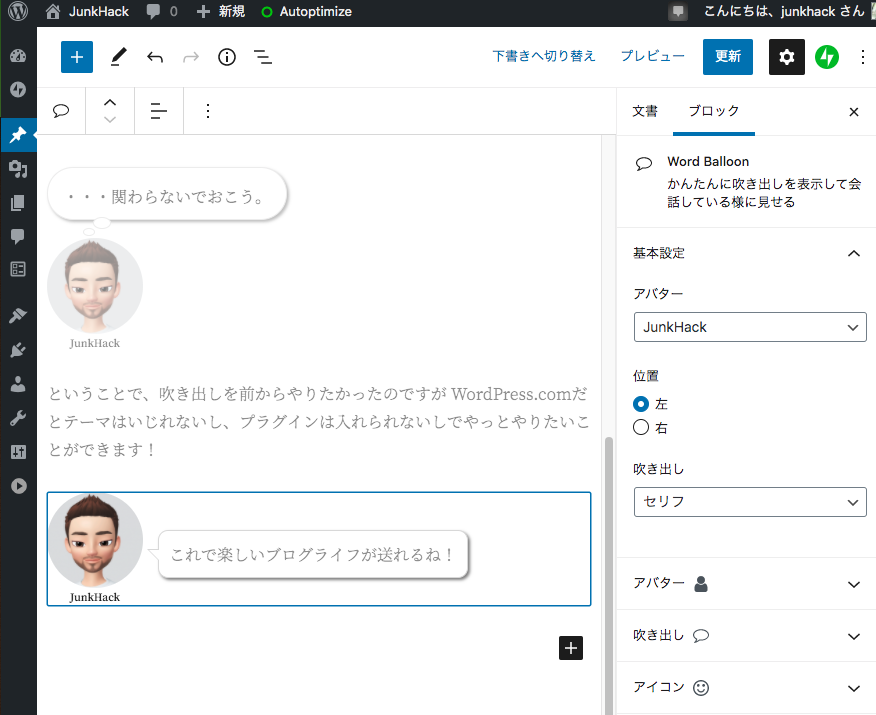 JunkHack 0 新規 Autoptimize こんにちは、junkhack さん
下書きへ切り替え プレビュー 更新
文書 ブロック
・・・関わらないでおこう。
JunkHack
ということで、吹き出しを前からやりたかったのですが WordPress.comだ
とテーマはいじれないし、プラグインは入れられないしでやっとやりたいこ
とができます！
これで楽しいブログライフが送れるね！
JunkHack
Word Balloon
かんたんに吹き出しを表示して会
話している様に見せる
基本設定
アバター
JunkHack
位置
左
右
吹き出し
セリフ
アバター
吹き出し
アイコン